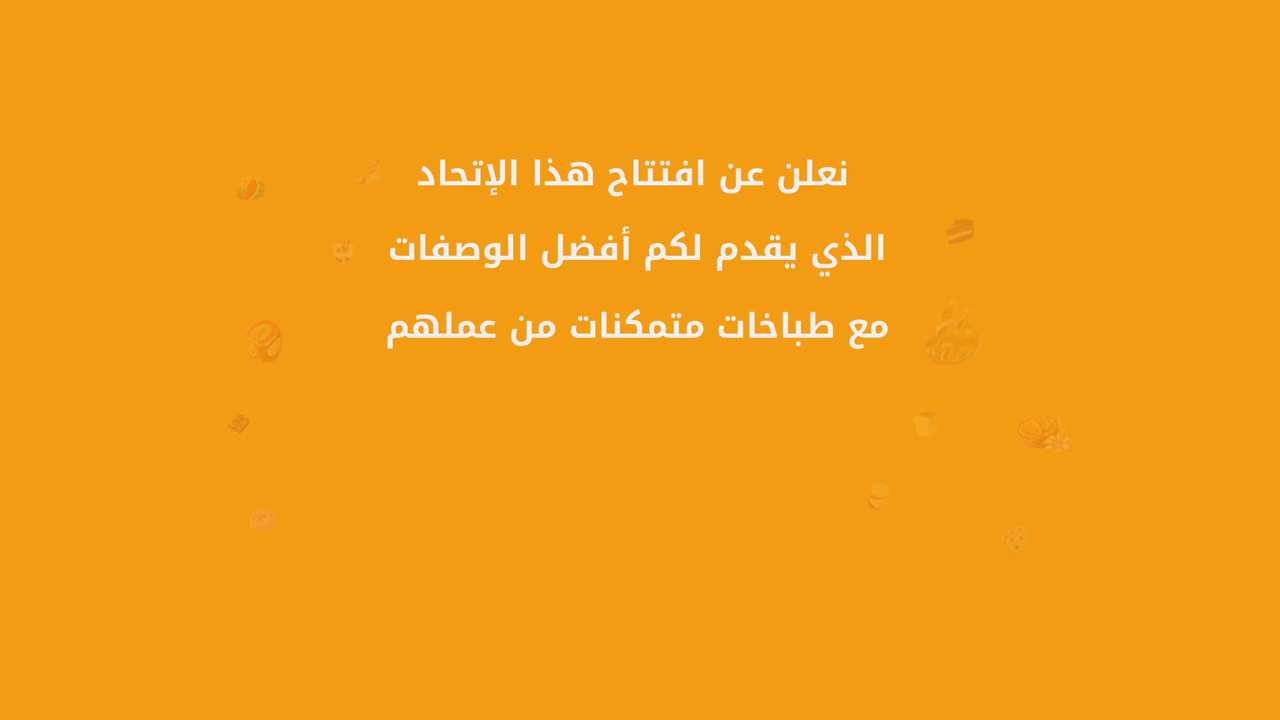 نعلن عن افتتاح هذا الإتحاد
الذي يقدم لكم أفضل الوصفات
مع طباخات متمكنات من عملهم